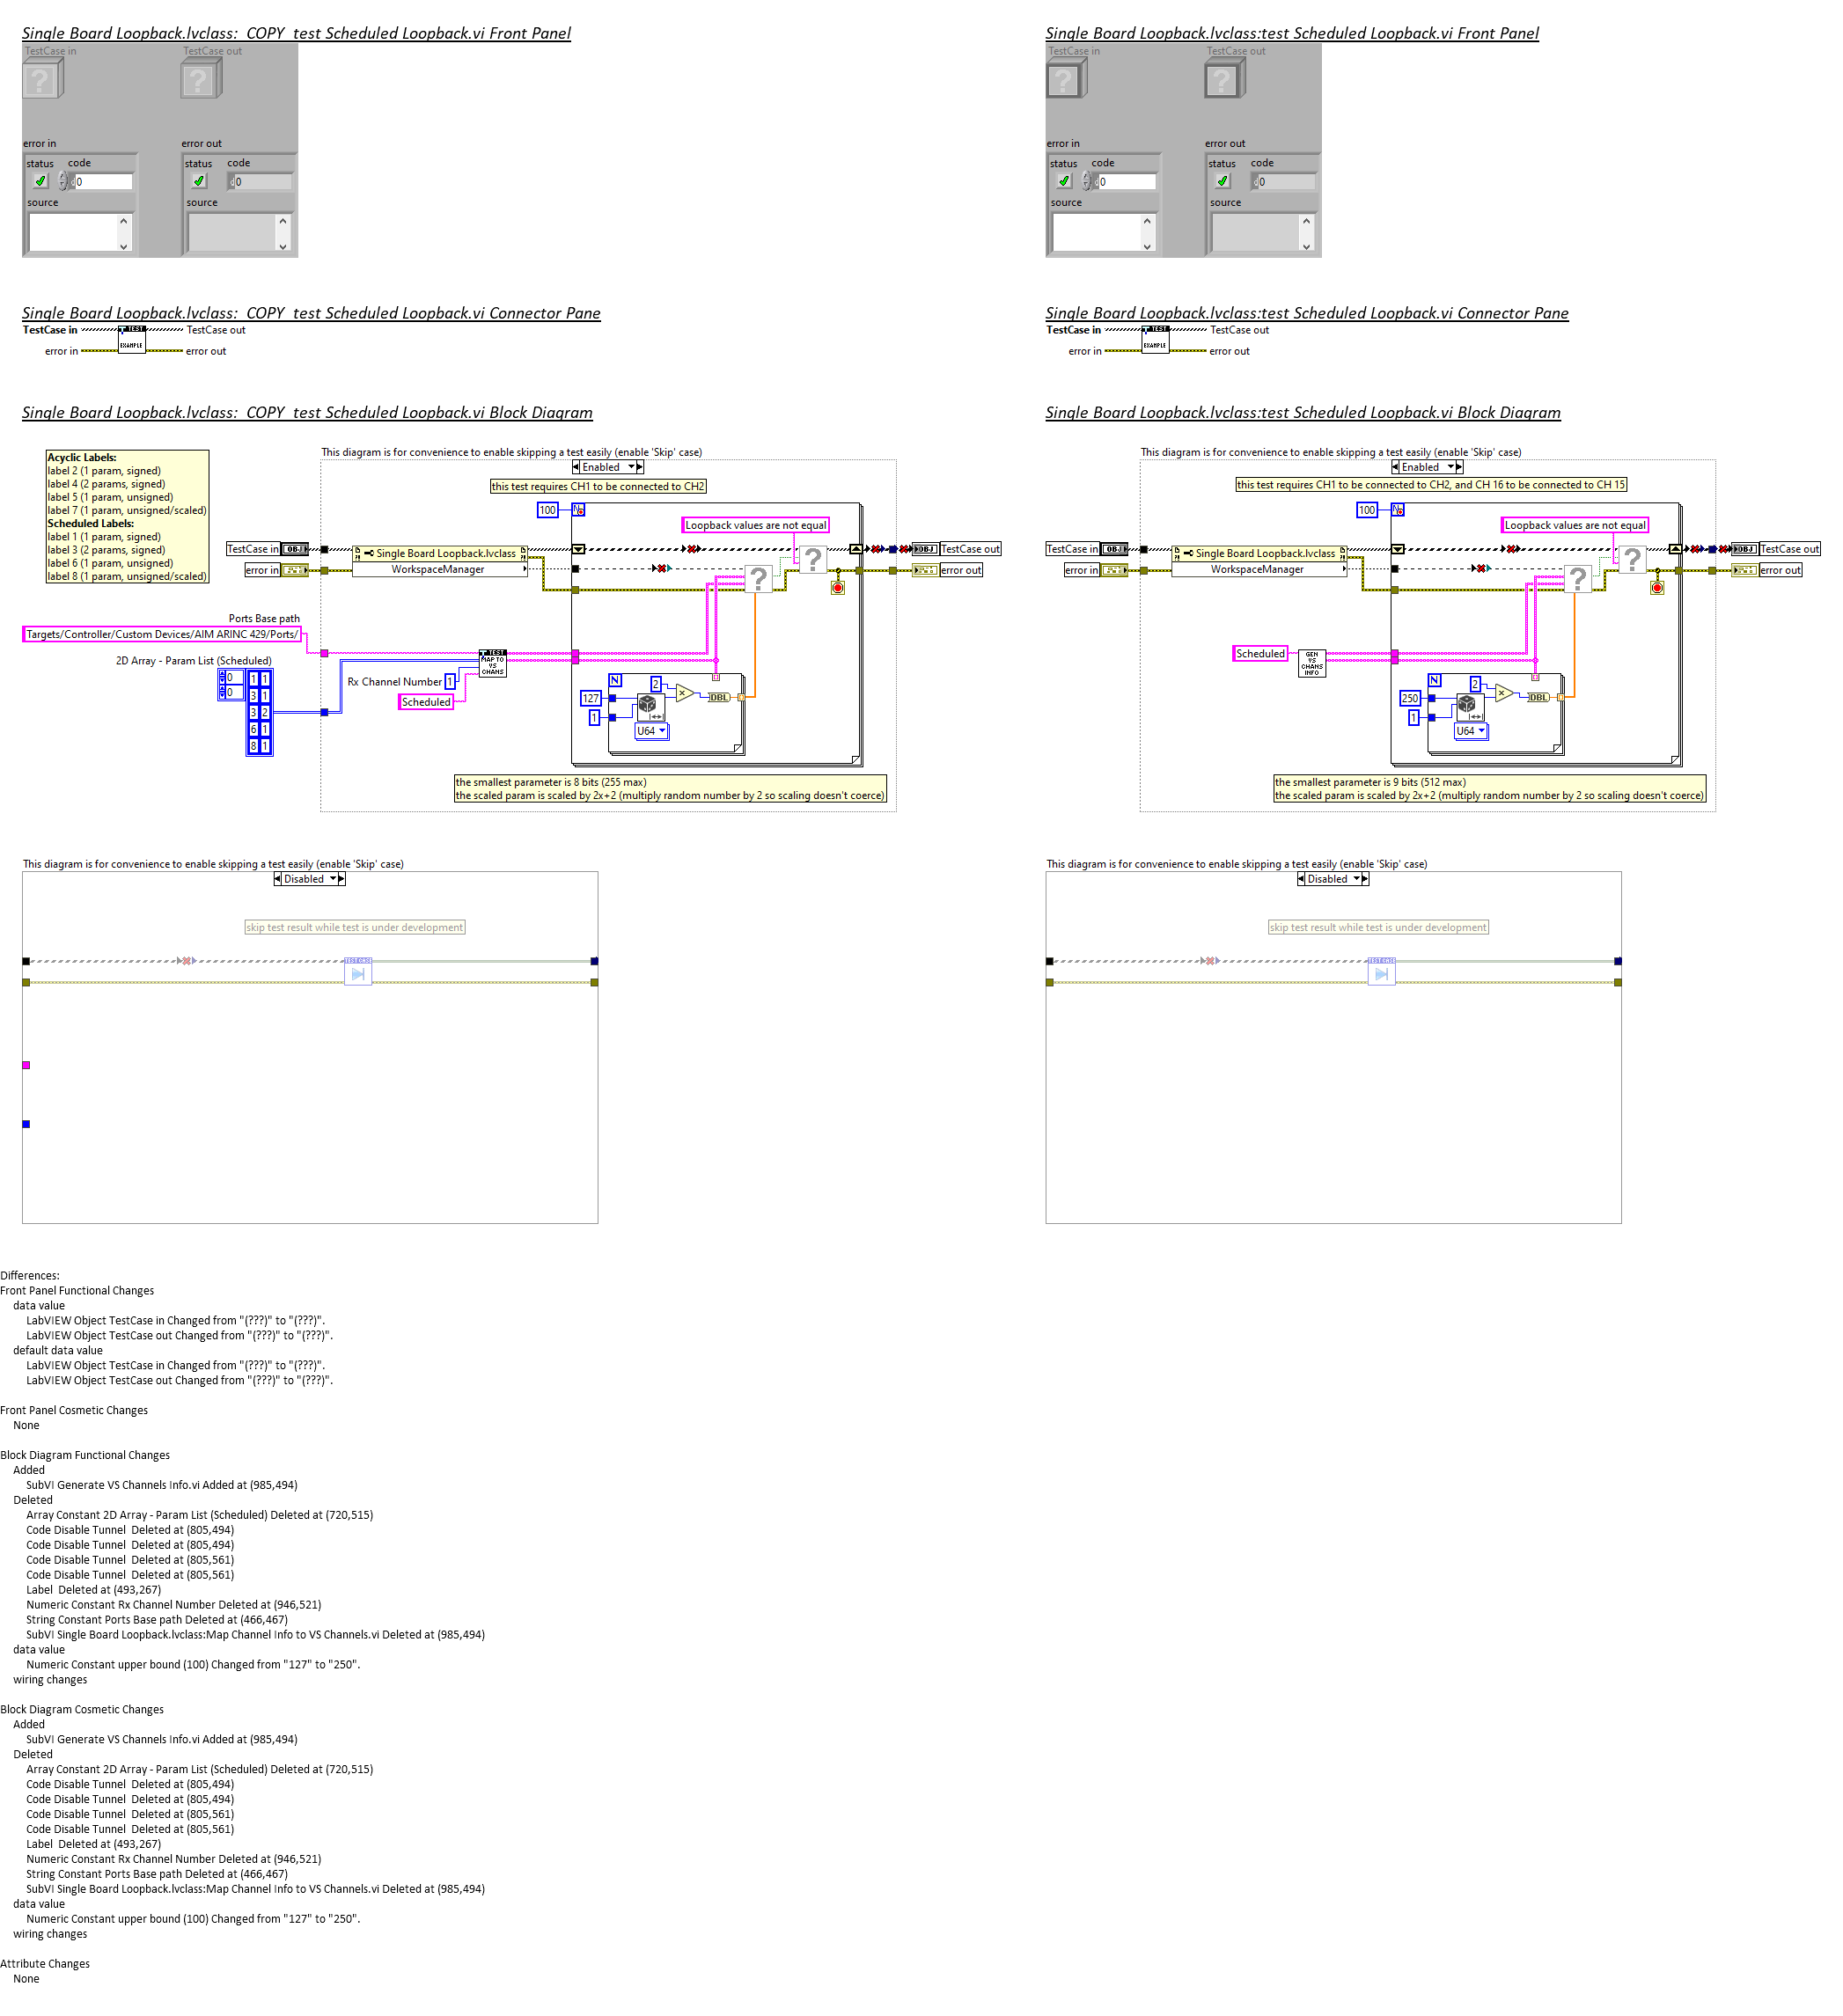 Single Board Loopback.lvclass:  COPY  test Scheduled Loopback.vi Front Panel
TestCase in
TestCase out
error in
error out
status
code
status
code
0
0
source
source
Single Board Loopback.lvclass:test Scheduled Loopback.vi Front Panel
TestCase in
TestCase out
error in
error out
status
code
status
code
0
0
source
source
Single Board Loopback.lvclass:  COPY  test Scheduled Loopback.vi Connector Pane
TestCase in
TEST
TestCase out
error in
EXAMPLE
error out
Single Board Loopback.lvclass:test Scheduled Loopback.vi Connector Pane
TestCase in
TEST
TestCase out
error in
EXAMPLE
error out
Single Board Loopback.lvclass:  COPY  test Scheduled Loopback.vi Block Diagram
Acyclic Labels:
label 2 (1 param, signed)
label 4 (2 params, signed)
label 5 (1 param, unsigned)
label 7 (1 param, unsigned/scaled)
Scheduled Labels:
label 1 (1 param, signed)
label 3 (2 params, signed)
label 6 (1 param, unsigned)
label 8 (1 param, unsigned/scaled)
This diagram is for convenience to enable skipping a test easily (enable 'Skip' case)
Enabled
this test requires CH1 to be connected to CH2
100
N
Loopback values are not equal
TestCase in
OBJ
Single Board Loopback.lvclass
WorkspaceManager
OBJ
TestCase out
error in
error out
Ports Base path
Targets/Controller/Custom Devices/AIM ARINC 429/Ports/
2D Array - Param List (Scheduled)
0
0
1 1
3 1
3 2
6 1
8 1
TEST
MAP TO
VS
CHANS
Rx Channel Number
1
Scheduled
N
2
127
x
DBL
1
U64
the smallest parameter is 8 bits (255 max)
the scaled param is scaled by 2x+2 (multiply random number by 2 so scaling doesn't coerce)
Single Board Loopback.lvclass:test Scheduled Loopback.vi Block Diagram
This diagram is for convenience to enable skipping a test easily (enable 'Skip' case)
Enabled
this test requires CH1 to be connected to CH2, and CH 16 to be connected to CH 15
100
N
Loopback values are not equal
TestCase in
OBJ
Single Board Loopback.lvclass
WorkspaceManager
OBJ
TestCase out
error in
error out
Scheduled
GEN
VS
CHANS
INFO
N
2
250
x
DBL
1
U64
the smallest parameter is 9 bits (512 max)
the scaled param is scaled by 2x+2 (multiply random number by 2 so scaling doesn't coerce)
This diagram is for convenience to enable skipping a test easily (enable 'Skip' case)
Disabled
skip test result while test is under development
TEST CASE
This diagram is for convenience to enable skipping a test easily (enable 'Skip' case)
Disabled
skip test result while test is under development
TEST CASE
Differences:
Front Panel Functional Changes
data value
LabVIEW Object TestCase in Changed from "(???)" to "(???)".
LabVIEW Object TestCase out Changed from "(???)" to "(???)".
default data value
LabVIEW Object TestCase in Changed from "(???)" to "(???)".
LabVIEW Object TestCase out Changed from "(???)" to "(???)".
Front Panel Cosmetic Changes
None
Block Diagram Functional Changes
Added
SubVI Generate VS Channels Info.vi Added at (985,494)
Deleted
Array Constant 2D Array - Param List (Scheduled) Deleted at (720,515)
Code Disable Tunnel  Deleted at (805,494)
Code Disable Tunnel  Deleted at (805,494)
Code Disable Tunnel  Deleted at (805,561)
Code Disable Tunnel  Deleted at (805,561)
Label  Deleted at (493,267)
Numeric Constant Rx Channel Number Deleted at (946,521)
String Constant Ports Base path Deleted at (466,467)
SubVI Single Board Loopback.lvclass:Map Channel Info to VS Channels.vi Deleted at (985,494)
data value
Numeric Constant upper bound (100) Changed from "127" to "250".
wiring changes
Block Diagram Cosmetic Changes
Added
SubVI Generate VS Channels Info.vi Added at (985,494)
Deleted
Array Constant 2D Array - Param List (Scheduled) Deleted at (720,515)
Code Disable Tunnel  Deleted at (805,494)
Code Disable Tunnel  Deleted at (805,494)
Code Disable Tunnel  Deleted at (805,561)
Code Disable Tunnel  Deleted at (805,561)
Label  Deleted at (493,267)
Numeric Constant Rx Channel Number Deleted at (946,521)
String Constant Ports Base path Deleted at (466,467)
SubVI Single Board Loopback.lvclass:Map Channel Info to VS Channels.vi Deleted at (985,494)
data value
Numeric Constant upper bound (100) Changed from "127" to "250".
wiring changes
Attribute Changes
None